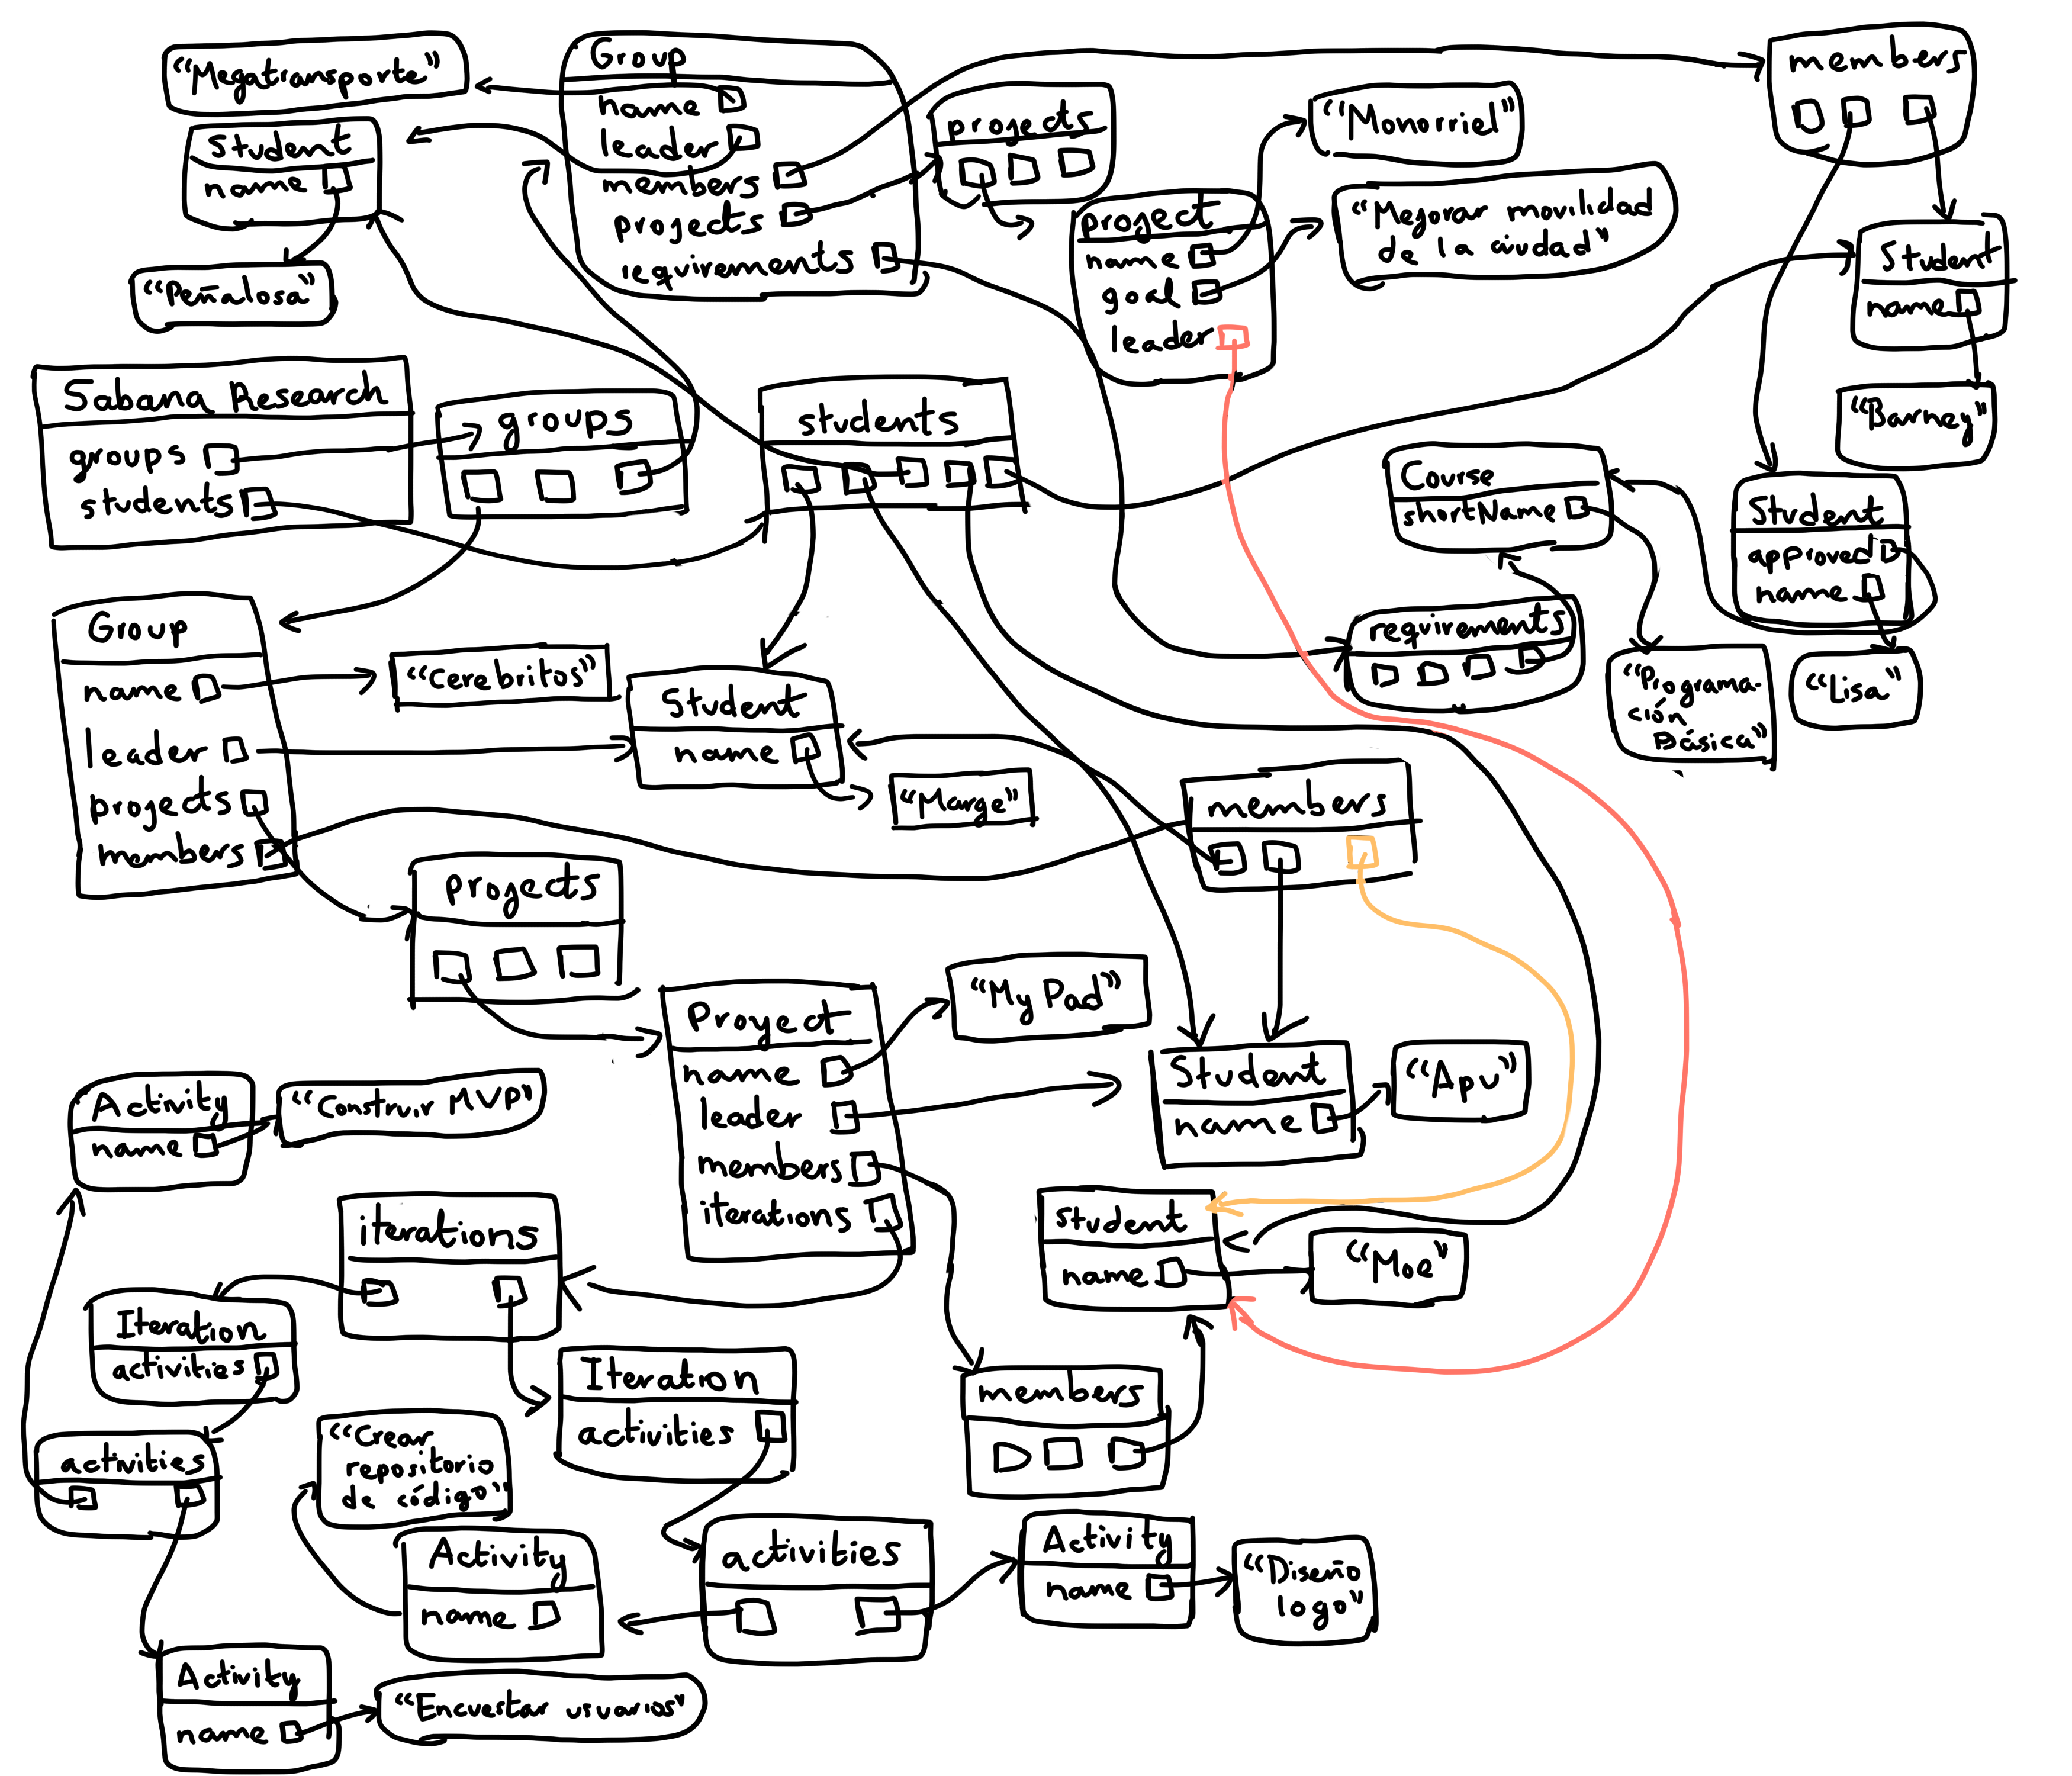 “Megatransporte”
Group
name
leader
members
projects
requirements
projects
“Monorriel”
members
Student
name
“Peñalosa”
project
name
goal
leader
“Mejorar movilidad
de la ciudad”
Student
name
“Barney”
Sabana Research
groups
students
groups
students
Course
shortName
Student
approved
name
requirements
“Programa-
ción
Básica”
“Lisa”
Group
name
leader
projects
members
“Cerebritos”
Student
name
“Marge”
members
projects
Proyect
name
leader
members
iterations
“My Pad”
Student
name
“Apu”
Activity
name
“Construir MVP”
iterations
student
name
“Moe”
Iteration
activities
Iteration
activities
members
activities
“Crear
repositorio
de código”
Activity
name
activities
Activity
name
“Diseño
logo”
Activity
name
“Encuestar usuarios”